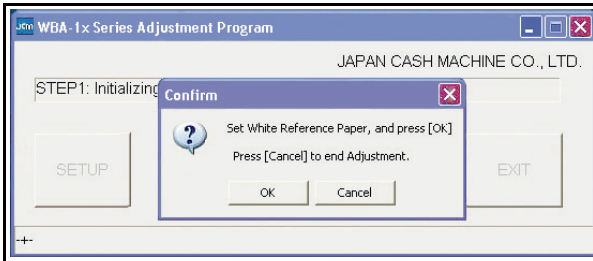 JCM WBA-1x Series Adjustment Program
JAPAN CASH MACHINE CO., LTD.
STEP1: Initializing
Confirm
Set White Reference Paper, and press [OK]
Press [Cancel] to end Adjustment.
SETUP
OK
Cancel
EXIT
-+-